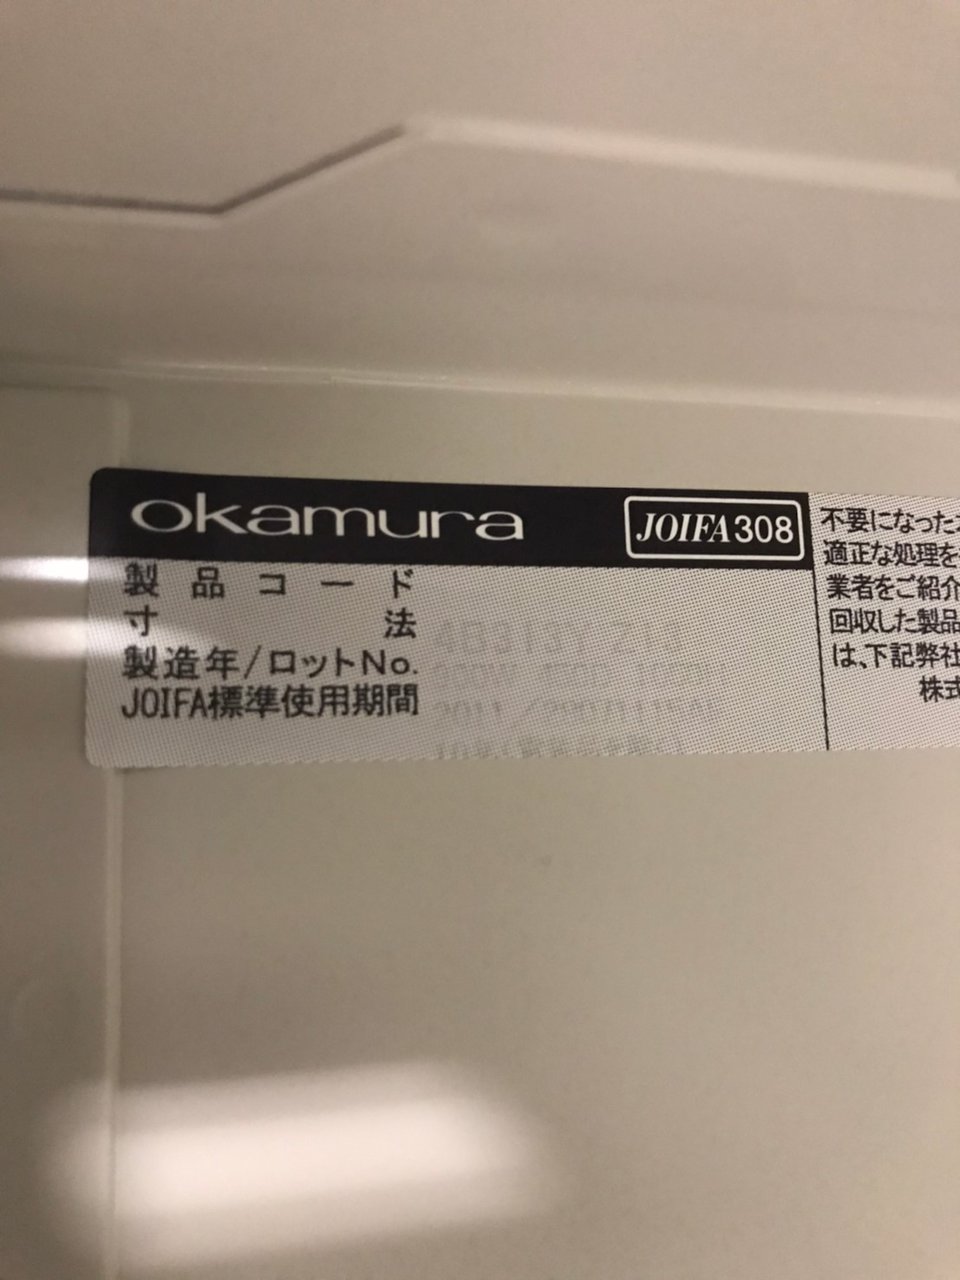 okamura
JOIFA308
製品コード
寸法
製造年/ロットNo.
JOIFA標準使用期間
2011/
不要になった
適正な処理を
業者をご紹介
回収した製品
は、下記弊社
株式